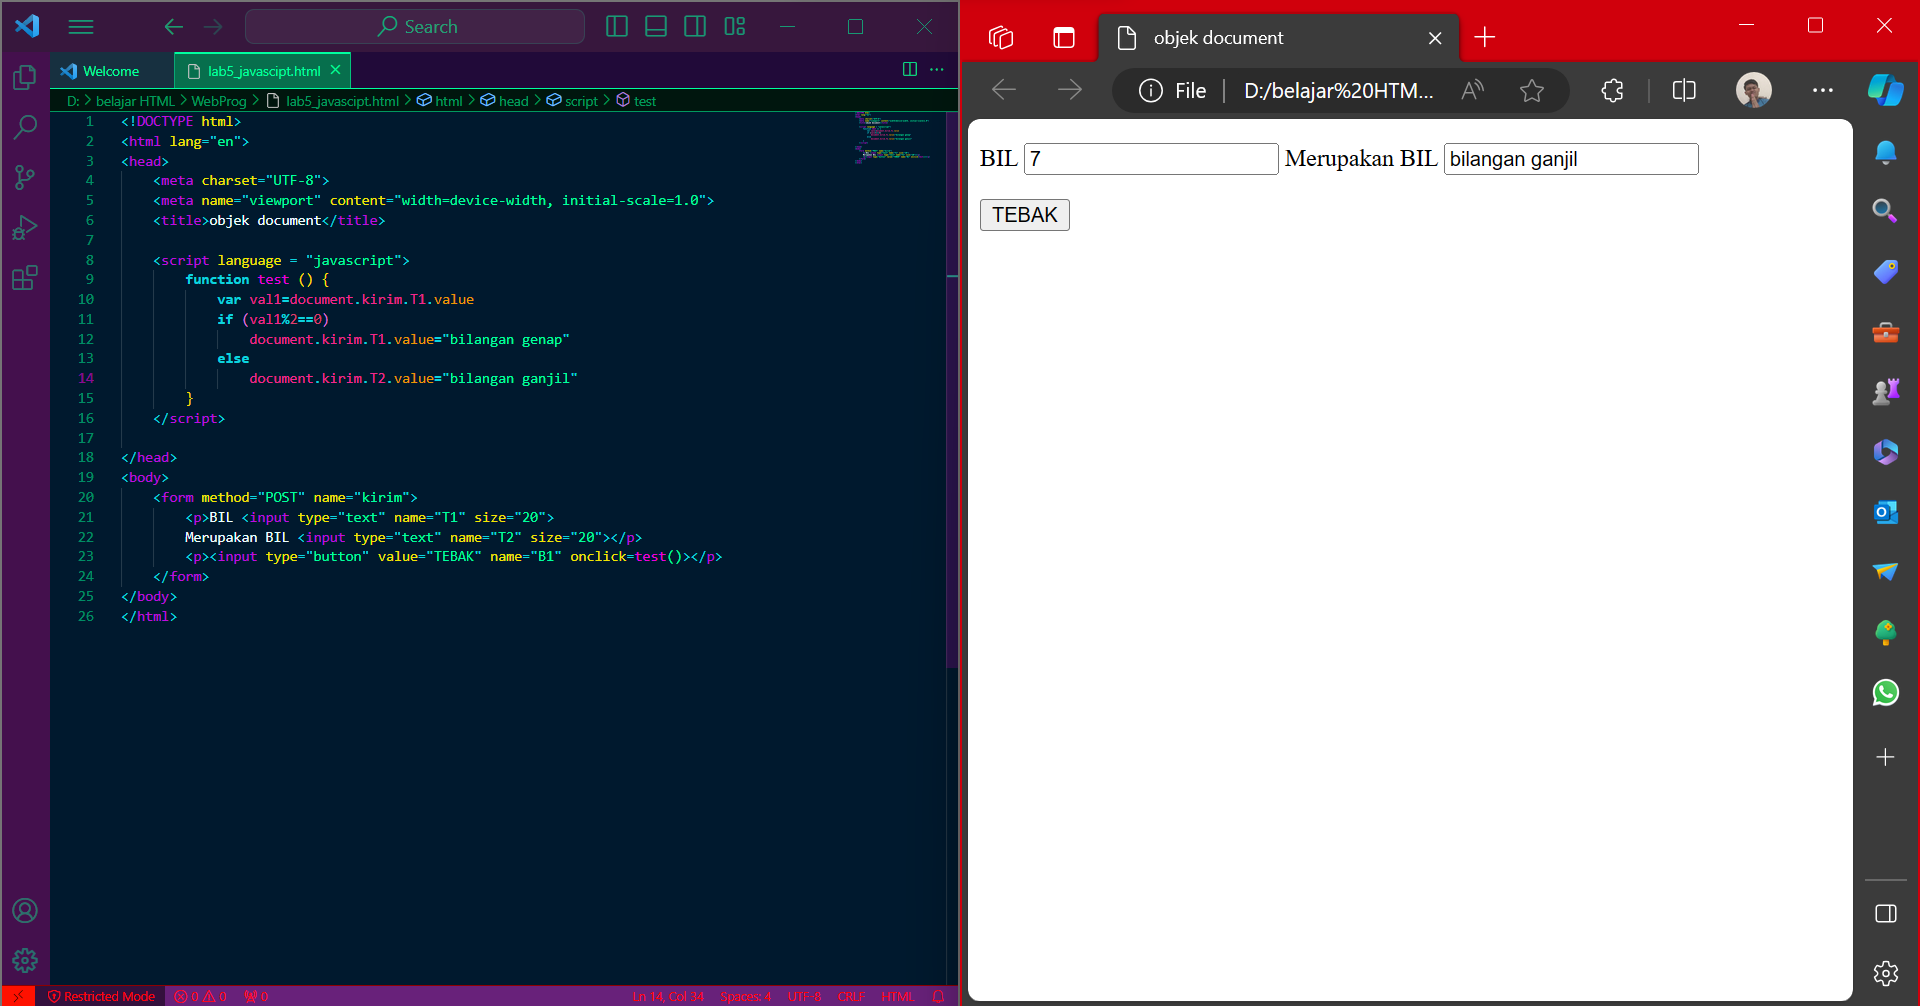 Search
Welcome
lab5_javascipt.html
D: > belajar HTML > WebProg > lab5_javascipt.html > html > head > script > test
1 <!DOCTYPE html>
2 <html lang="en">
3 <head>
4 <meta charset="UTF-8">
5 <meta name="viewport" content="width=device-width, initial-scale=1.0">
6 <title>objek document</title>
7
8 <script language = "javascript">
9 function test () {
10 var val1=document.kirim.T1.value
11 if (val1%2==0)
12 document.kirim.T1.value="bilangan genap"
13 else
14 document.kirim.T2.value="bilangan ganjil"
15 }
16 </script>
17
18 </head>
19 <body>
20 <form method="POST" name="kirim">
21 <p>BIL <input type="text" name="T1" size="20">
22 Merupakan BIL <input type="text" name="T2" size="20"></p>
23 <p><input type="button" value="TEBAK" name="B1" onclick=test()></p>
24 </form>
25 </body>
26 </html>
Restricted Mode 0 0 0 Ln 14, Col 34 Spaces: 4 UTF-8 CRLF HTML
objek document
File D:/belajar%20HTM...
BIL 7 Merupakan BIL bilangan ganjil
TEBAK